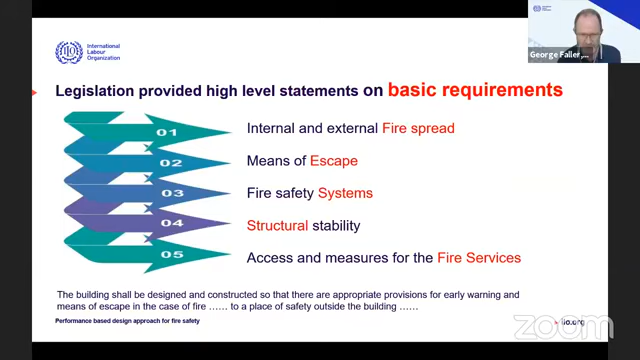 International
Labour
Organization
George Faller,...
Legislation provided high level statements on basic requirements
01 Internal and external Fire spread
02 Means of Escape
03 Fire safety Systems
04 Structural stability
05 Access and measures for the Fire Services
The building shall be designed and constructed so that there are appropriate provisions for early warning and
means of escape in the case of fire …… to a place of safety outside the building ……
Performance based design approach for fire safety
ilo.org
zoom